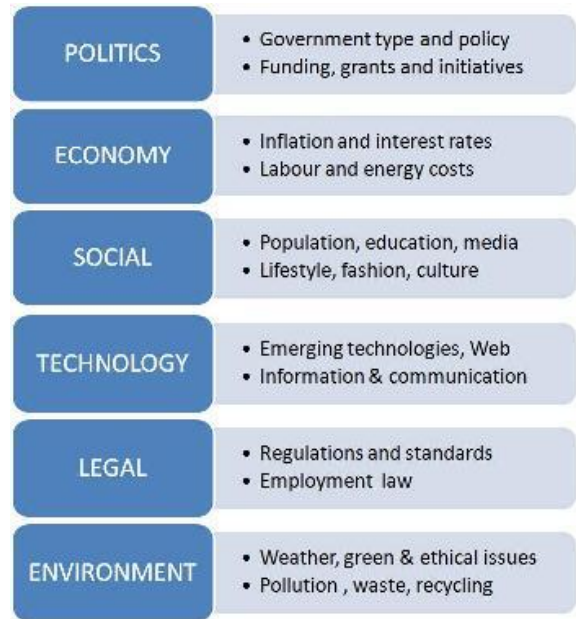 POLITICS
• Government type and policy
• Funding, grants and initiatives
ECONOMY
• Inflation and interest rates
• Labour and energy costs
SOCIAL
• Population, education, media
• Lifestyle, fashion, culture
TECHNOLOGY
• Emerging technologies, Web
• Information & communication
LEGAL
• Regulations and standards
• Employment law
ENVIRONMENT
• Weather, green & ethical issues
• Pollution , waste, recycling